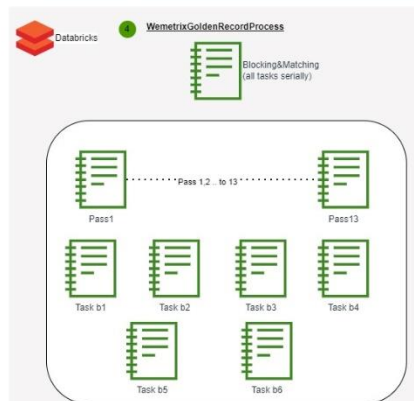 Databricks
4
WemetrixGoldenRecordProcess
Blocking&Matching
(all tasks serially)
Pass 1,2 .. to 13
Pass1
Pass13
Task b1
Task b2
Task b3
Task b4
Task b5
Task b6